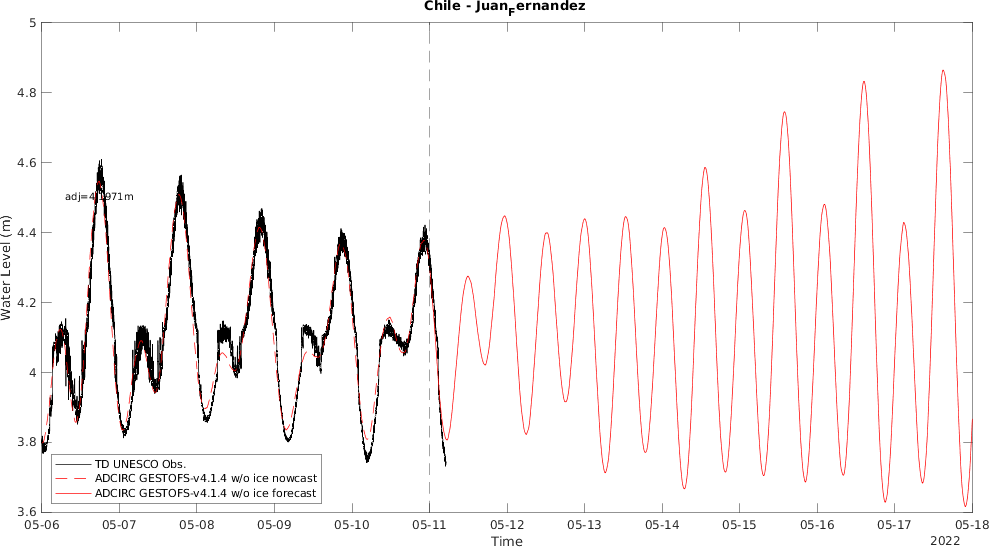 Chile - Juan_Fernandez
5
4.8
4.6
4.4
4.2
4
3.8
3.6
Water Level (m)
TD UNESCO Obs.
ADCIRC GESTOFS-v4.1.4 w/o ice nowcast
ADCIRC GESTOFS-v4.1.4 w/o ice forecast
05-06 05-07 05-08 05-09 05-10 05-11 05-12 05-13 05-14 05-15 05-16 05-17 05-18
Time
2022